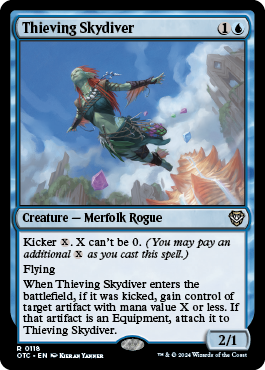 Thieving Skydiver 1
Creature — Merfolk Rogue
Kicker X. X can't be 0. (You may pay an
additional X as you cast this spell.)
Flying
When Thieving Skydiver enters the
battlefield, if it was kicked, gain control of
target artifact with mana value X or less. If
that artifact is an Equipment, attach it to
Thieving Skydiver.
2/1
R 0118
OTC • EN KIERAN YANNER
™ & © 2024 Wizards of the Coast